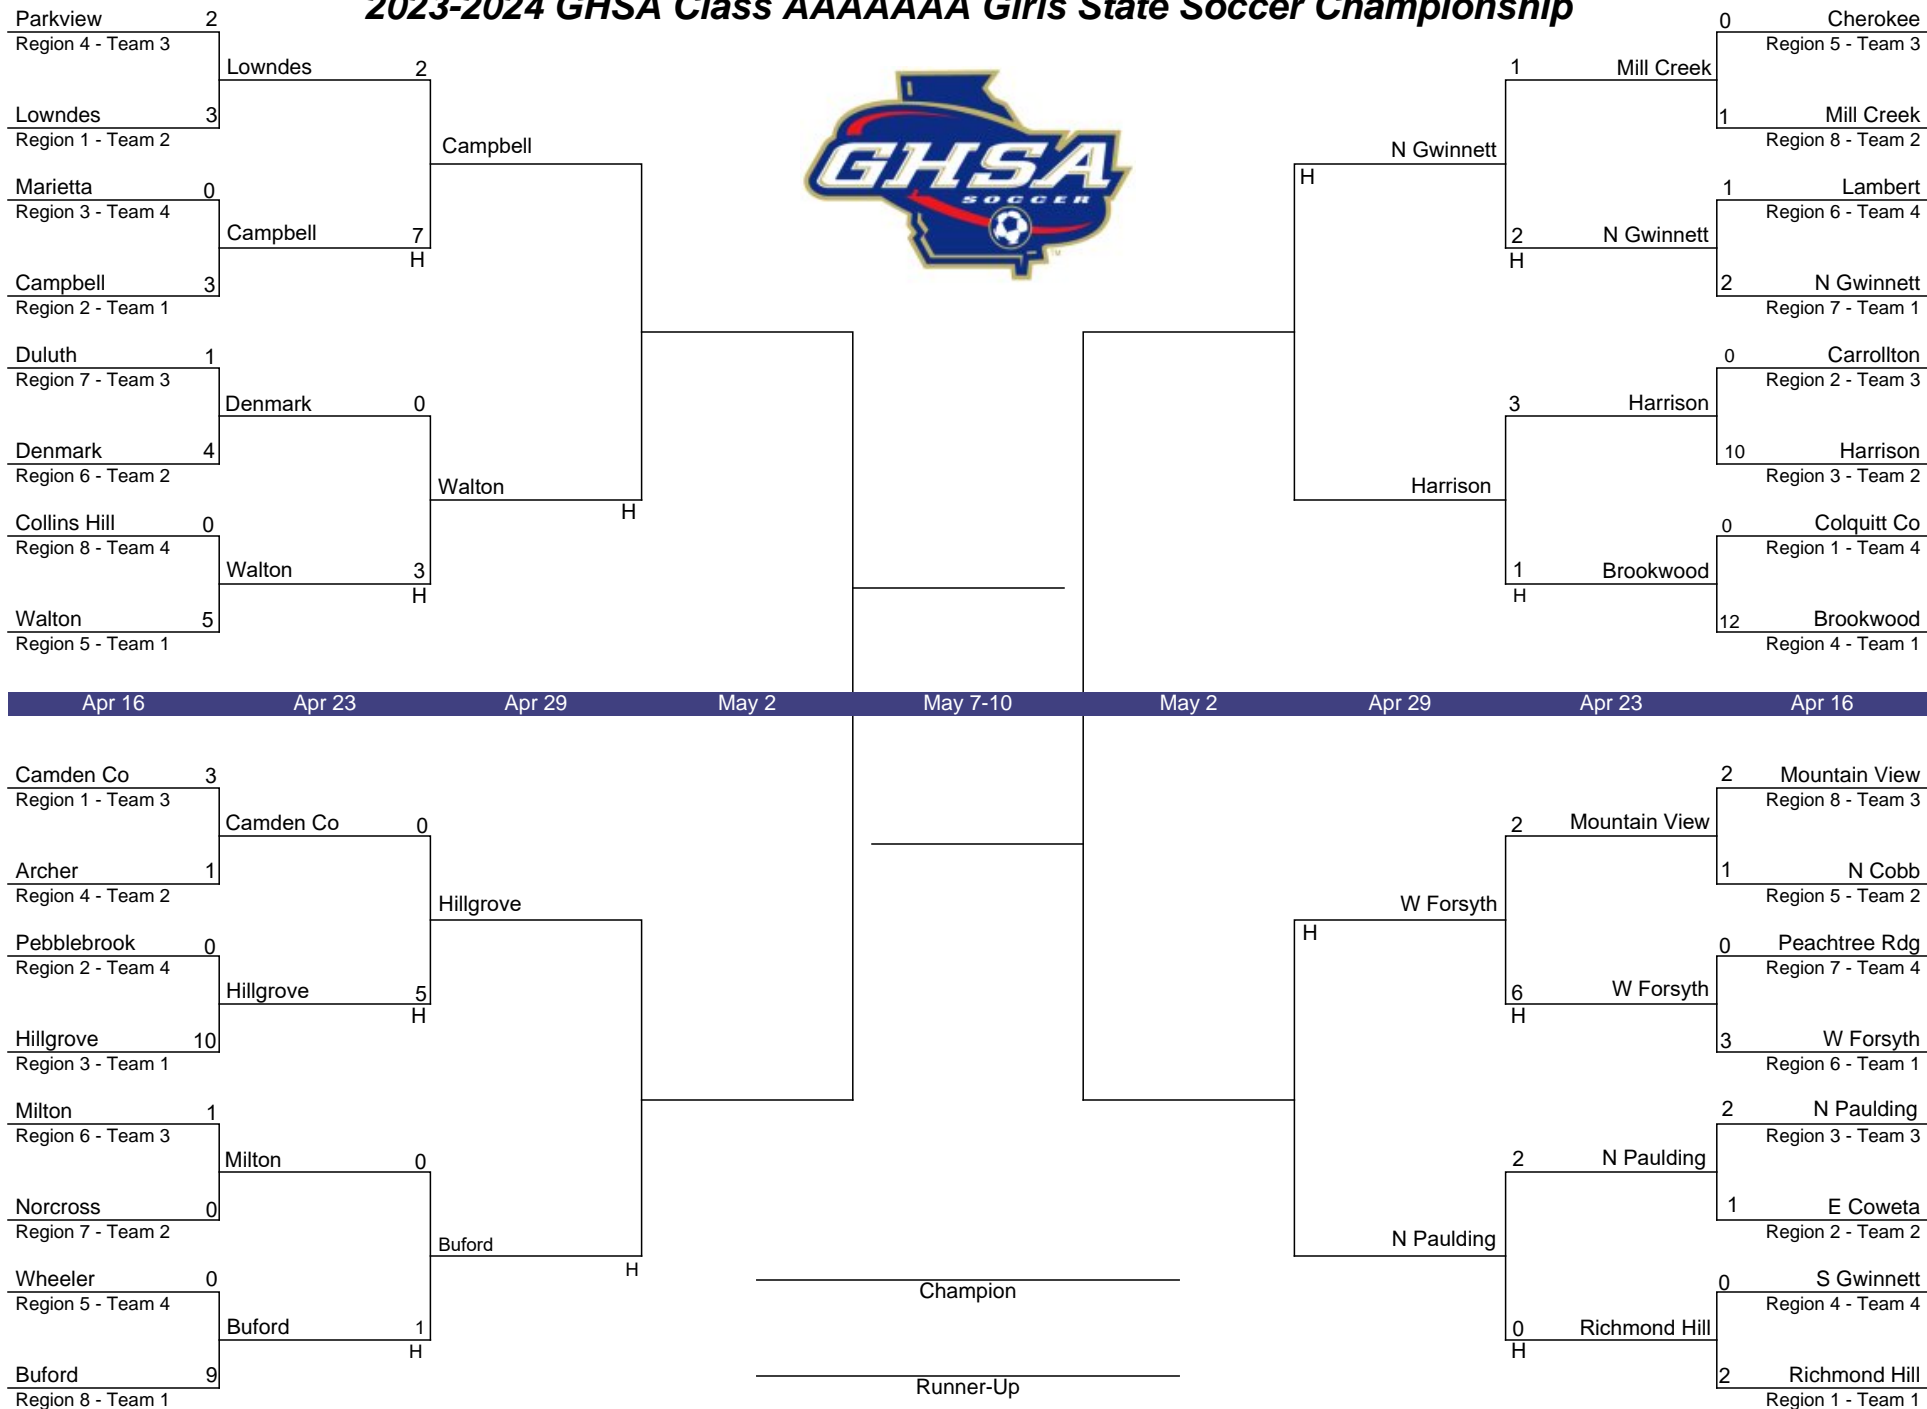 2023-2024 GHSA Class AAAAAAA Girls State Soccer Championship
Parkview 2
Region 4 - Team 3
Lowndes 2
Lowndes 3
Region 1 - Team 2
Campbell
Marietta 0
Region 3 - Team 4
Campbell 7
H
Campbell 3
Region 2 - Team 1
Duluth 1
Region 7 - Team 3
Denmark 0
Denmark 4
Region 6 - Team 2
Walton
H
Collins Hill 0
Region 8 - Team 4
Walton 3
H
Walton 5
Region 5 - Team 1
GHSA
SOCCER
TM
0 Cherokee
Region 5 - Team 3
1 Mill Creek
1 Mill Creek
Region 8 - Team 2
N Gwinnett
H
1 Lambert
Region 6 - Team 4
2 N Gwinnett
H
2 N Gwinnett
Region 7 - Team 1
0 Carrollton
Region 2 - Team 3
3 Harrison
10 Harrison
Region 3 - Team 2
Harrison
0 Colquitt Co
Region 1 - Team 4
1 Brookwood
H
12 Brookwood
Region 4 - Team 1
Apr 16 Apr 23 Apr 29 May 2 May 7-10 May 2 Apr 29 Apr 23 Apr 16
Camden Co 3
Region 1 - Team 3
Camden Co 0
Archer 1
Region 4 - Team 2
Hillgrove
Pebblebrook 0
Region 2 - Team 4
Hillgrove 5
H
Hillgrove 10
Region 3 - Team 1
Milton 1
Region 6 - Team 3
Milton 0
Norcross 0
Region 7 - Team 2
Buford
H
Wheeler 0
Region 5 - Team 4
Buford 1
H
Buford 9
Region 8 - Team 1
Champion
Runner-Up
2 Mountain View
Region 8 - Team 3
2 Mountain View
1 N Cobb
Region 5 - Team 2
W Forsyth
H
0 Peachtree Rdg
Region 7 - Team 4
6 W Forsyth
H
3 W Forsyth
Region 6 - Team 1
2 N Paulding
Region 3 - Team 3
2 N Paulding
1 E Coweta
Region 2 - Team 2
N Paulding
0 S Gwinnett
Region 4 - Team 4
0 Richmond Hill
H
2 Richmond Hill
Region 1 - Team 1